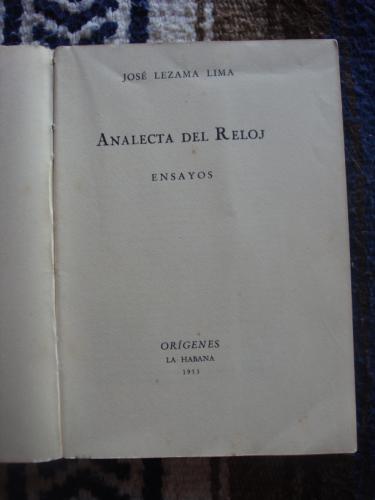 JOSÉ LEZAMA LIMA
ANALECTA DEL RELOJ
ENSAYOS
ORÍGENES
LA HABANA
1953